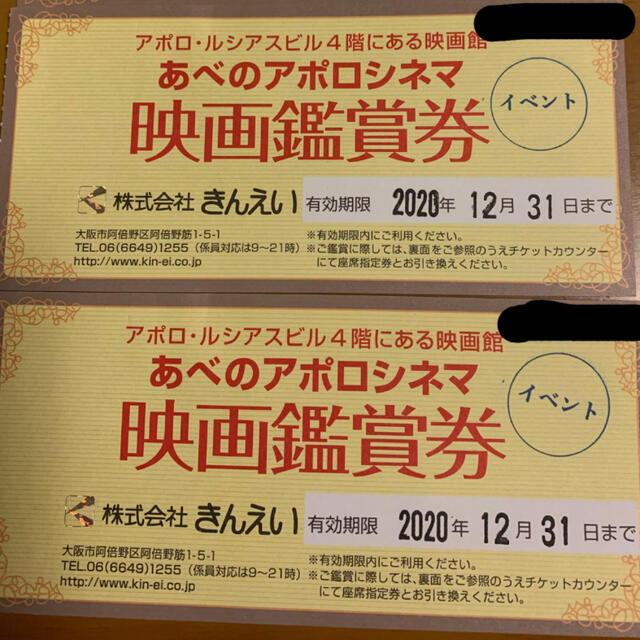 アポロ・ルシアスビル4階にある映画館
あべのアポロシネマ
映画鑑賞券
イベント
株式会社 きんえい
有効期限 2020年 12月 31日まで
大阪市阿倍野区阿倍野筋1-5-1
TEL.06(6649)1255 (係員対応は9〜21時)
http://www.kin-ei.co.jp
※有効期限内にご利用ください。
※ご鑑賞に際しては、裏面をご参照のうえチケットカウンター
にて座席指定券とお引き換えください。
アポロ・ルシアスビル4階にある映画館
あべのアポロシネマ
映画鑑賞券
イベント
株式会社 きんえい
有効期限 2020年 12月 31日まで
大阪市阿倍野区阿倍野筋1-5-1
TEL.06(6649)1255 (係員対応は9〜21時)
http://www.kin-ei.co.jp
※有効期限内にご利用ください。
※ご鑑賞に際しては、裏面をご参照のうえチケットカウンター
にて座席指定券とお引き換えください。